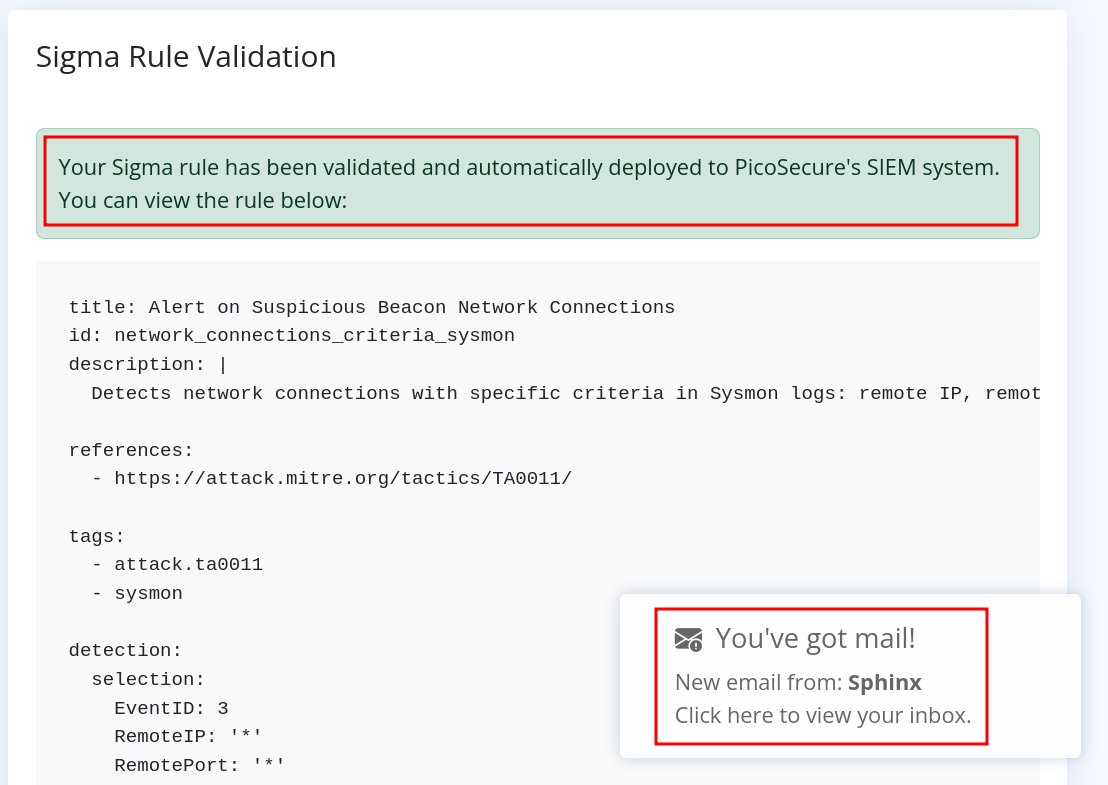 Sigma Rule Validation
Your Sigma rule has been validated and automatically deployed to PicoSecure's SIEM system.
You can view the rule below:
title: Alert on Suspicious Beacon Network Connections
id: network_connections_criteria_sysmon
description: |
  Detects network connections with specific criteria in Sysmon logs: remote IP, remot
references:
  - https://attack.mitre.org/tactics/TA0011/
tags:
  - attack.ta0011
  - sysmon
detection:
  selection:
    EventID: 3
    RemoteIP: '*'
    RemotePort: '*'
You've got mail!
New email from: Sphinx
Click here to view your inbox.